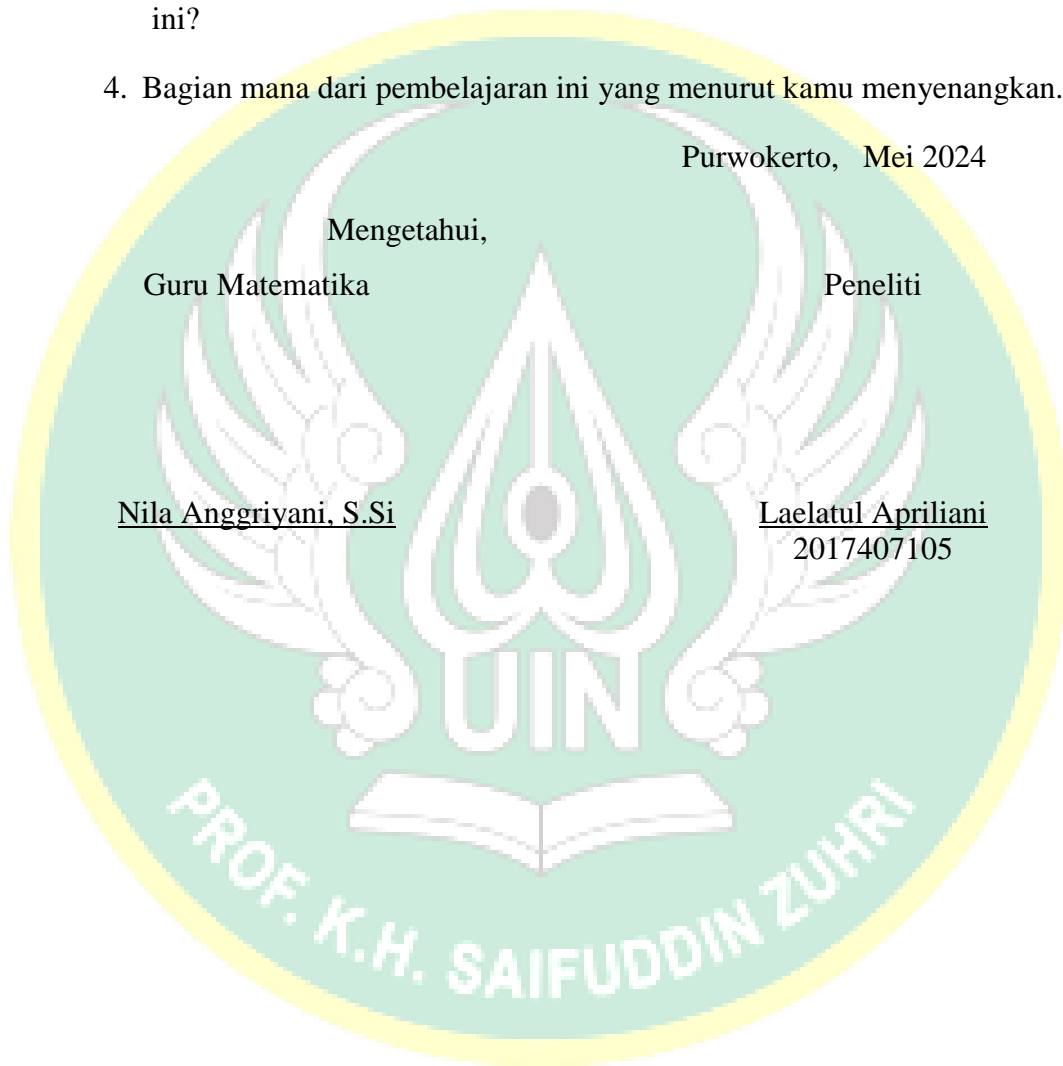 ini?
4. Bagian mana dari pembelajaran ini yang menurut kamu menyenangkan.
Purwokerto, Mei 2024
Mengetahui,
Guru Matematika Peneliti
Nila Anggriyani, S.Si Laelatul Apriliani
2017407105
UIN
PROF. K.H. SAIFUDDIN ZUHRI